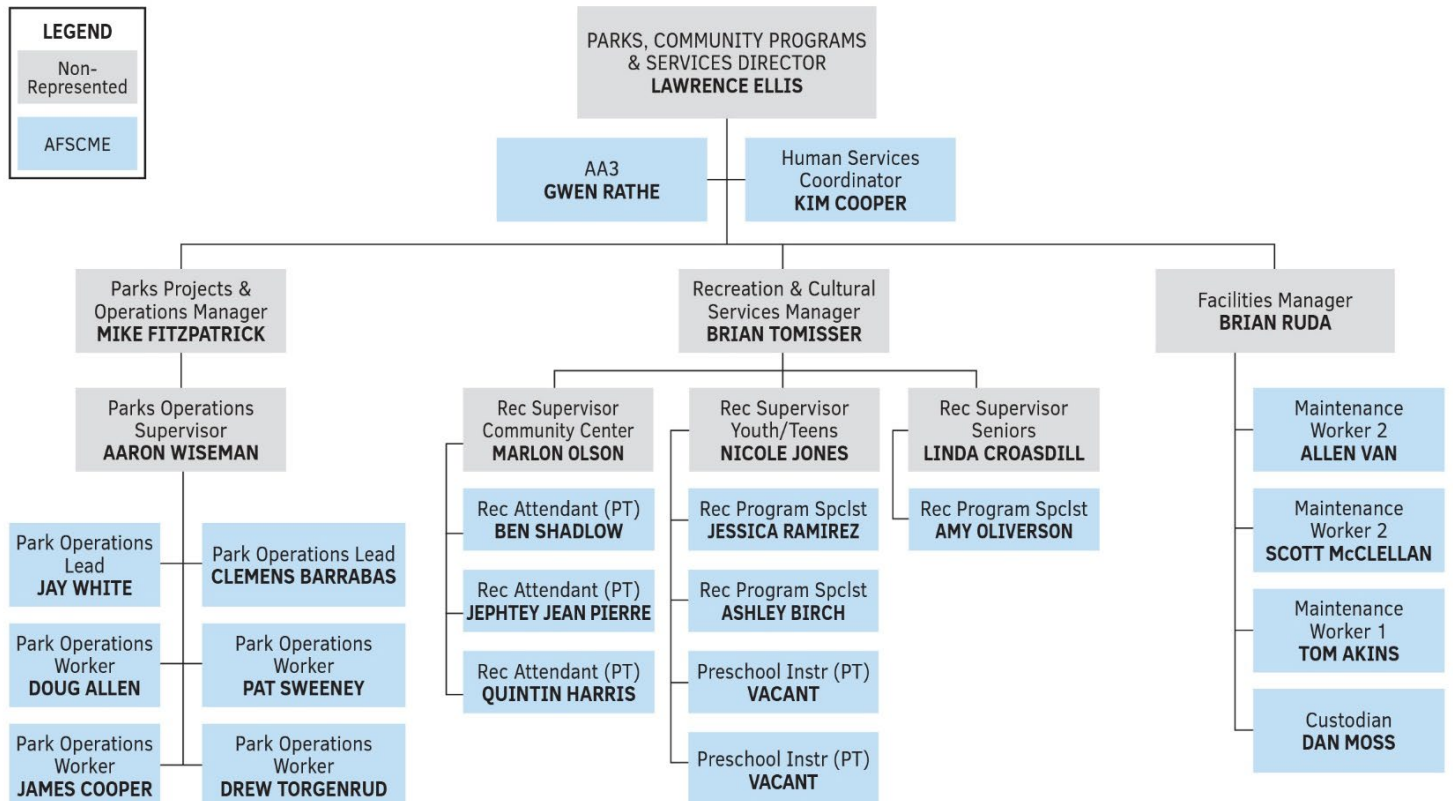 LEGEND
Non-
Represented
AFSCME
PARKS, COMMUNITY PROGRAMS
& SERVICES DIRECTOR
LAWRENCE ELLIS
AA3
GWEN RATHE
Human Services
Coordinator
KIM COOPER
Parks Projects &
Operations Manager
MIKE FITZPATRICK
Parks Operations
Supervisor
AARON WISEMAN
Park Operations
Lead
JAY WHITE
Park Operations Lead
CLEMENS BARRABAS
Park Operations
Worker
DOUG ALLEN
Park Operations
Worker
PAT SWEENEY
Park Operations
Worker
JAMES COOPER
Park Operations
Worker
DREW TORGENRUD
Recreation & Cultural
Services Manager
BRIAN TOMISSER
Rec Supervisor
Community Center
MARLON OLSON
Rec Attendant (PT)
BEN SHADLOW
Rec Attendant (PT)
JEPHTEY JEAN PIERRE
Rec Attendant (PT)
QUINTIN HARRIS
Rec Supervisor
Youth/Teens
NICOLE JONES
Rec Program Spclst
JESSICA RAMIREZ
Rec Program Spclst
ASHLEY BIRCH
Preschool Instr (PT)
VACANT
Preschool Instr (PT)
VACANT
Rec Supervisor
Seniors
LINDA CROASDILL
Rec Program Spclst
AMY OLIVERSON
Facilities Manager
BRIAN RUDA
Maintenance
Worker 2
ALLEN VAN
Maintenance
Worker 2
SCOTT McCLELLAN
Maintenance
Worker 1
TOM AKINS
Custodian
DAN MOSS